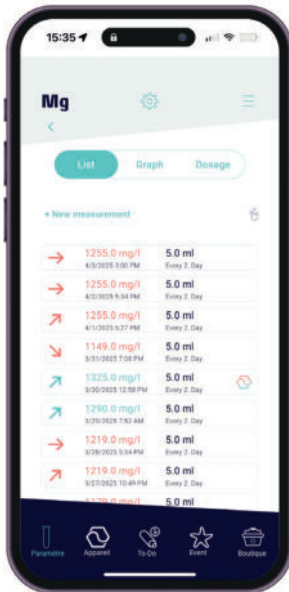 15:35
Mg
List Graph Dosage
+ New measurement
1255.0 mg/l 5.0 ml
4/3/2025 3:00 PM Every 2. Day
1255.0 mg/l 5.0 ml
4/2/2025 5:34 PM Every 2. Day
1255.0 mg/l 5.0 ml
4/1/2025 6:27 PM Every 2. Day
1149.0 mg/l 5.0 ml
3/31/2025 7:08 PM Every 2. Day
1325.0 mg/l 5.0 ml
3/30/2025 12:58 PM Every 2. Day
1290.0 mg/l 5.0 ml
3/29/2025 7:52 AM Every 2. Day
1219.0 mg/l 5.0 ml
3/28/2025 5:54 PM Every 2. Day
1219.0 mg/l 5.0 ml
3/27/2025 10:49 PM Every 2. Day
5.0 ml
Paramètre Appareil To-Do Event Boutique